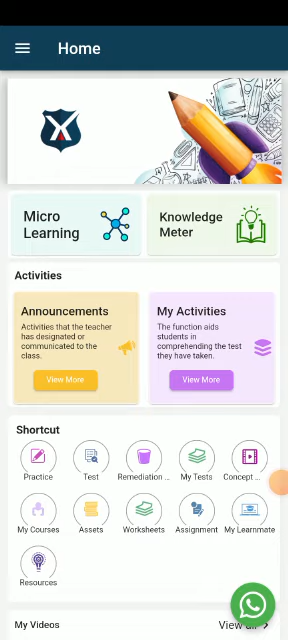 Home
X
Micro
Learning
Knowledge
Meter
Activities
Announcements
Activities that the teacher
has designated or
communicated to the
class.
View More
My Activities
The function aids
students in
comprehending the test
they have taken.
View More
Shortcut
Practice
Test
Remediation ...
My Tests
Concept ...
My Courses
Assets
Worksheets
Assignment
My Learnmate
Resources
My Videos